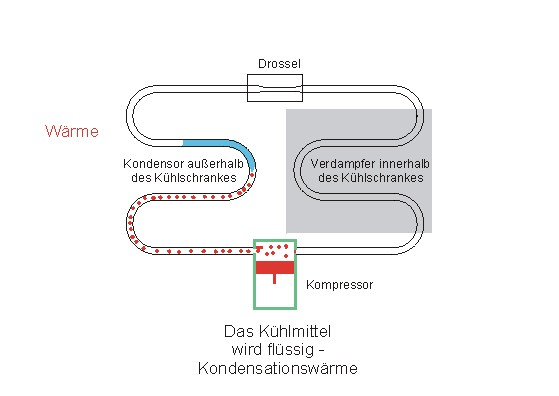 Drossel
Wärme
Kondensor außerhalb
des Kühlschrankes
Verdampfer innerhalb
des Kühlschrankes
Kompressor
Das Kühlmittel
wird flüssig -
Kondensationswärme